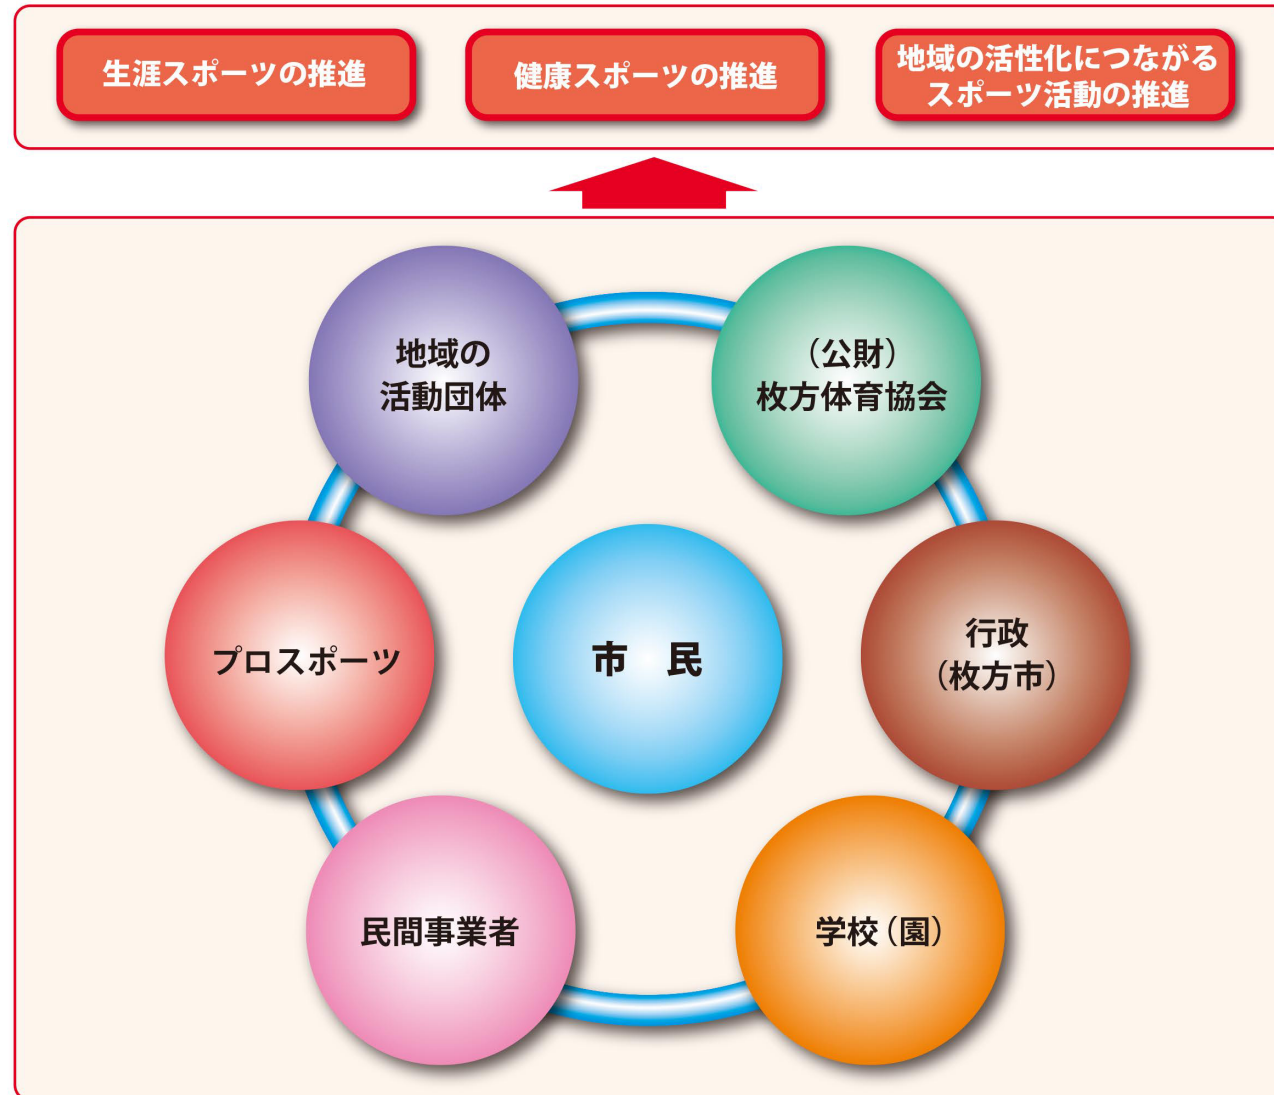 生涯スポーツの推進
健康スポーツの推進
地域の活性化につながる
スポーツ活動の推進
地域の
活動団体
（公財）
枚方体育協会
プロスポーツ
市　民
行政
（枚方市）
民間事業者
学校（園）